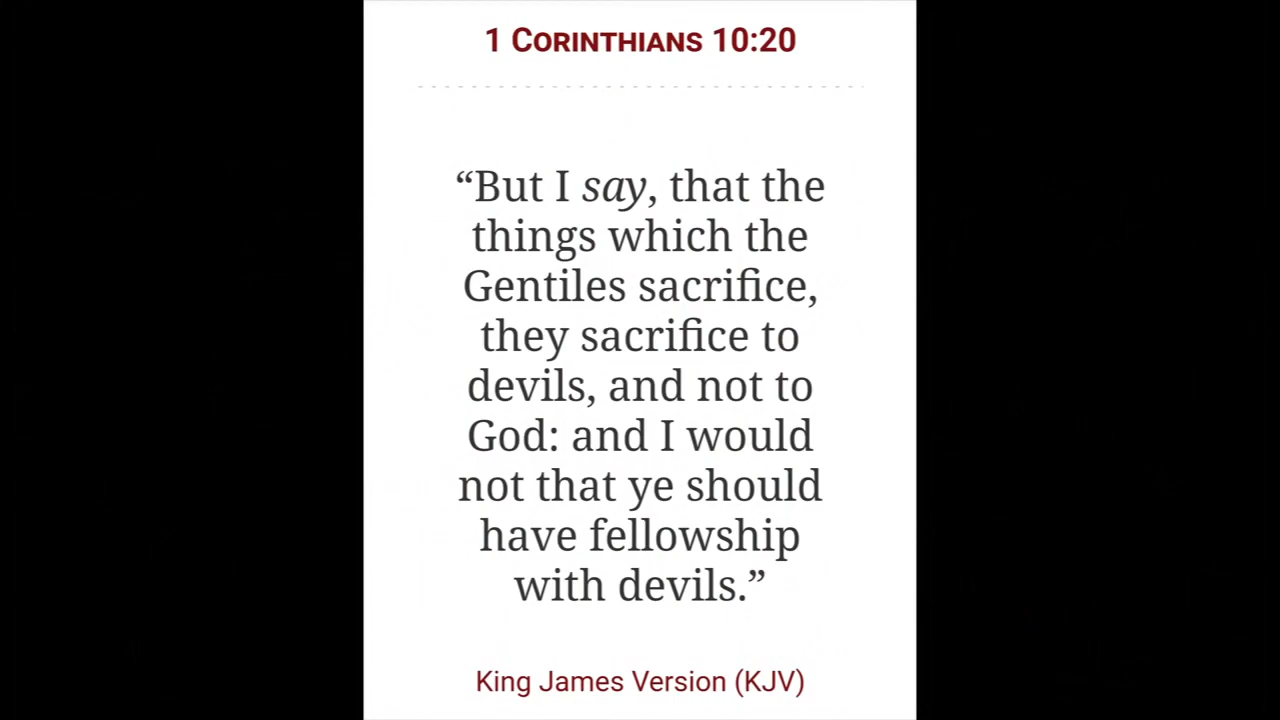 1 Corinthians 10:20
“But I say, that the
things which the
Gentiles sacrifice,
they sacrifice to
devils, and not to
God: and I would
not that ye should
have fellowship
with devils.”
King James Version (KJV)